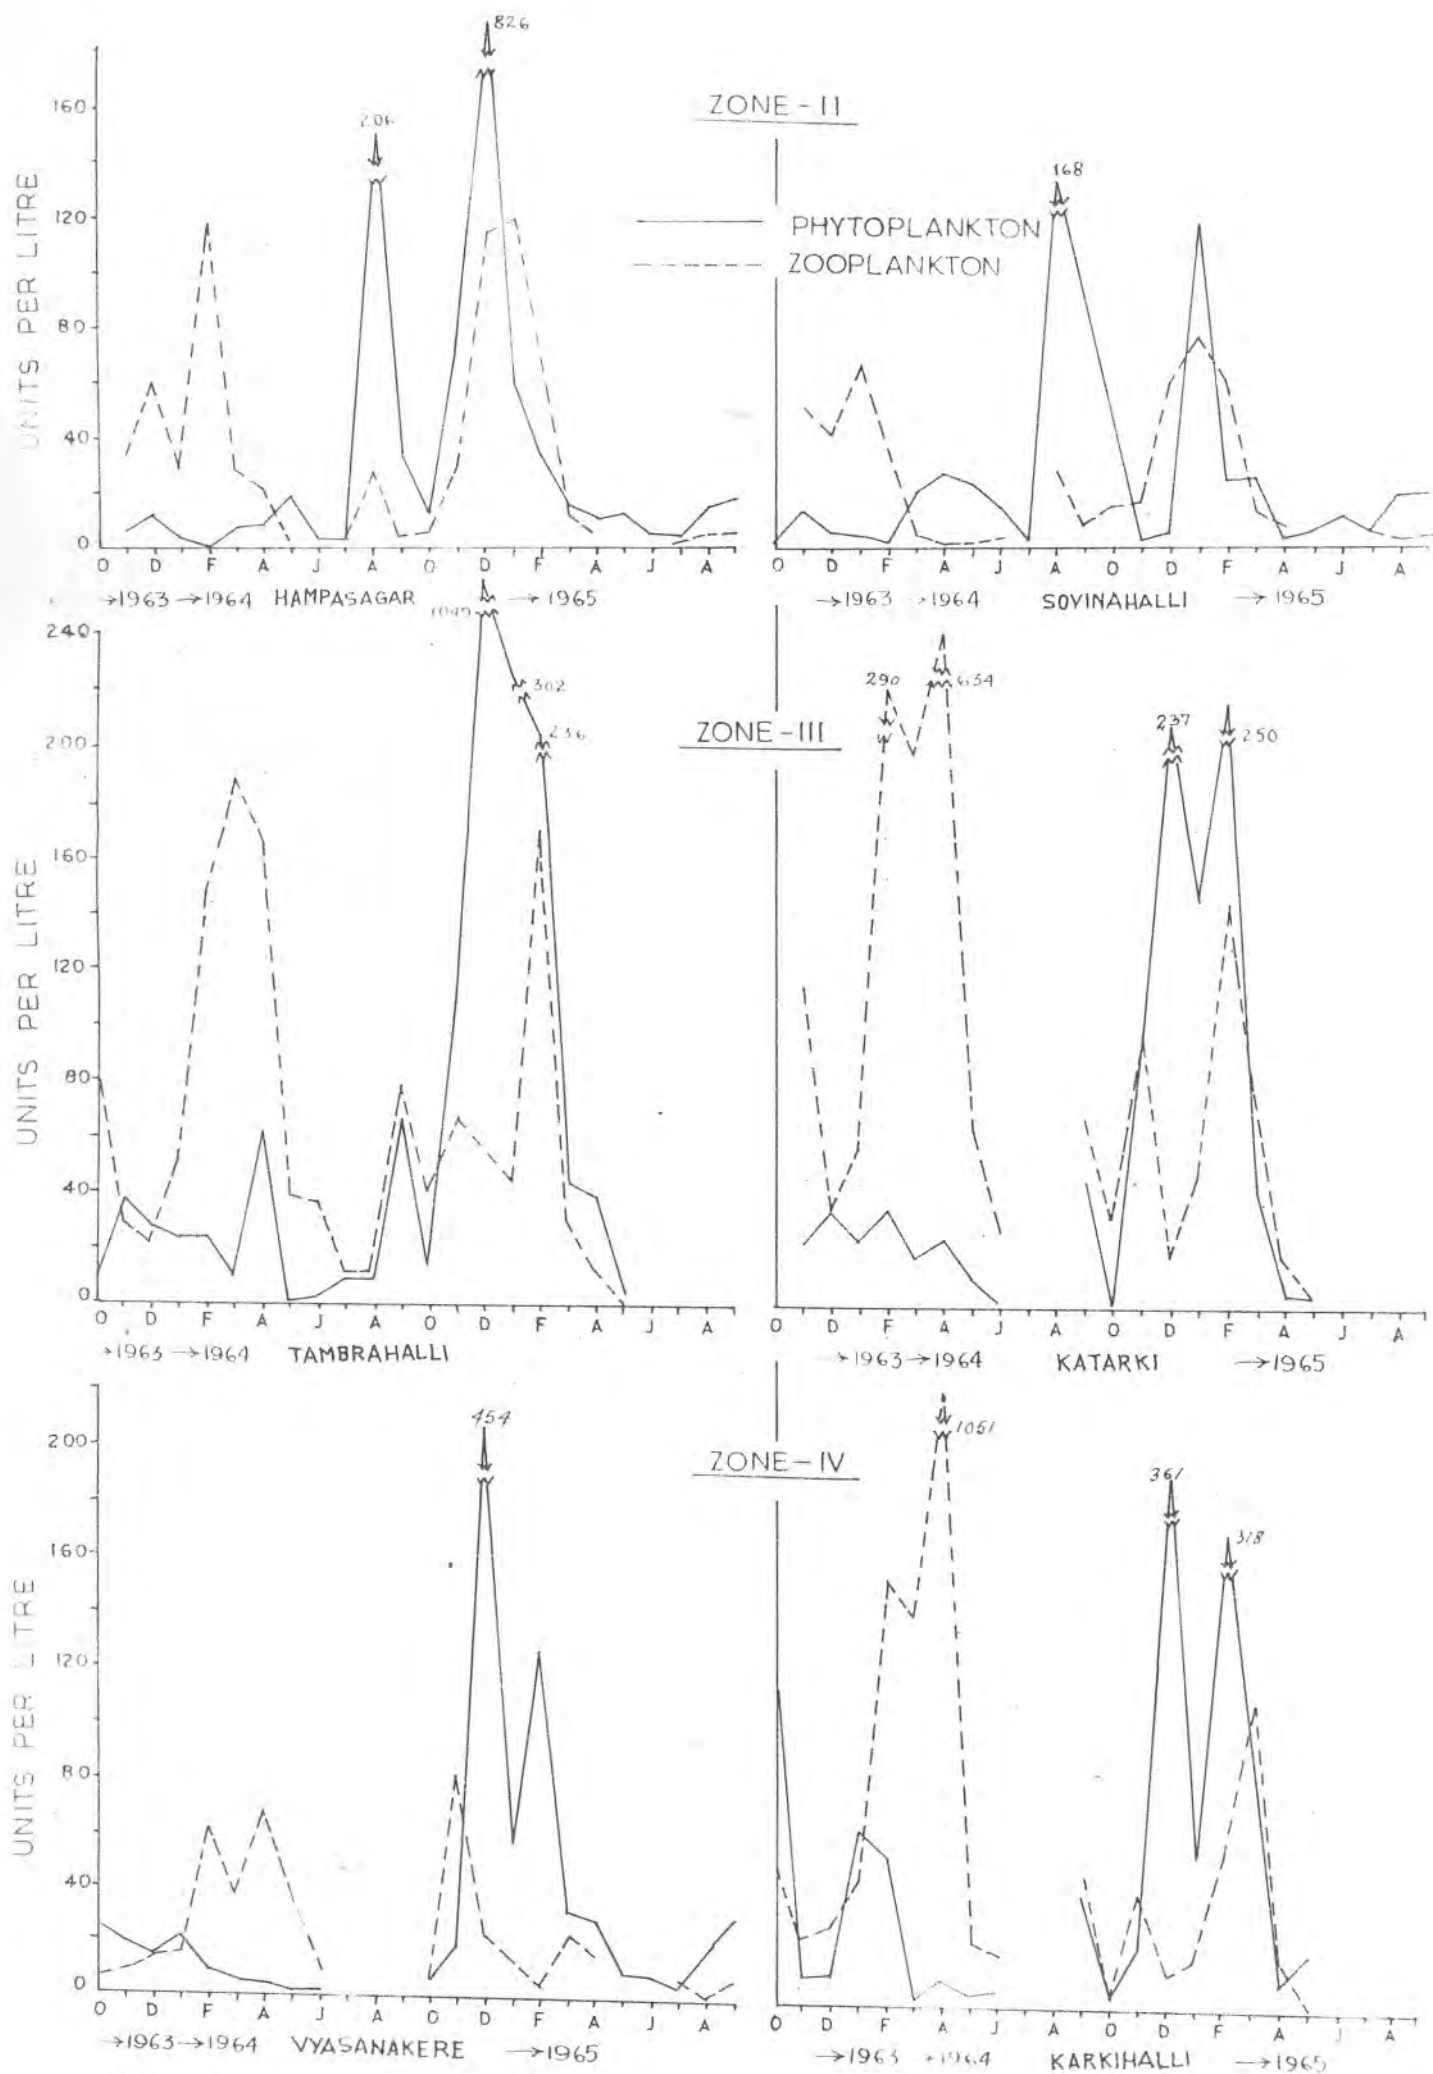 826
ZONE-II
160
206
168
120
PHYTOPLANKTON
ZOOPLANKTON
80
UNITS PER LITRE
40
0
D F A J A O D F A J A
O D F A J A O D F A J A
→1963 →1964 HAMPASAGAR →1965
→1963 →1964 SOVINAHALLI →1965
240
302
290
634
ZONE-III
200
236
237
250
160
UNITS PER LITRE
120
80
40
0
O D F A J A O D F A J A
O D F A J A O D F A J A
→1963 →1964 TAMBRAHALLI
→1963 →1964 KATARKI →1965
200
454
ZONE-IV
1051
361
318
160
UNITS PER LITRE
120
80
40
0
O D F A J A O D F A J A
O D F A J A O D F A J A
→1963 →1964 VYASANAKERE →1965
→1963 →1964 KARKIHALLI →1965